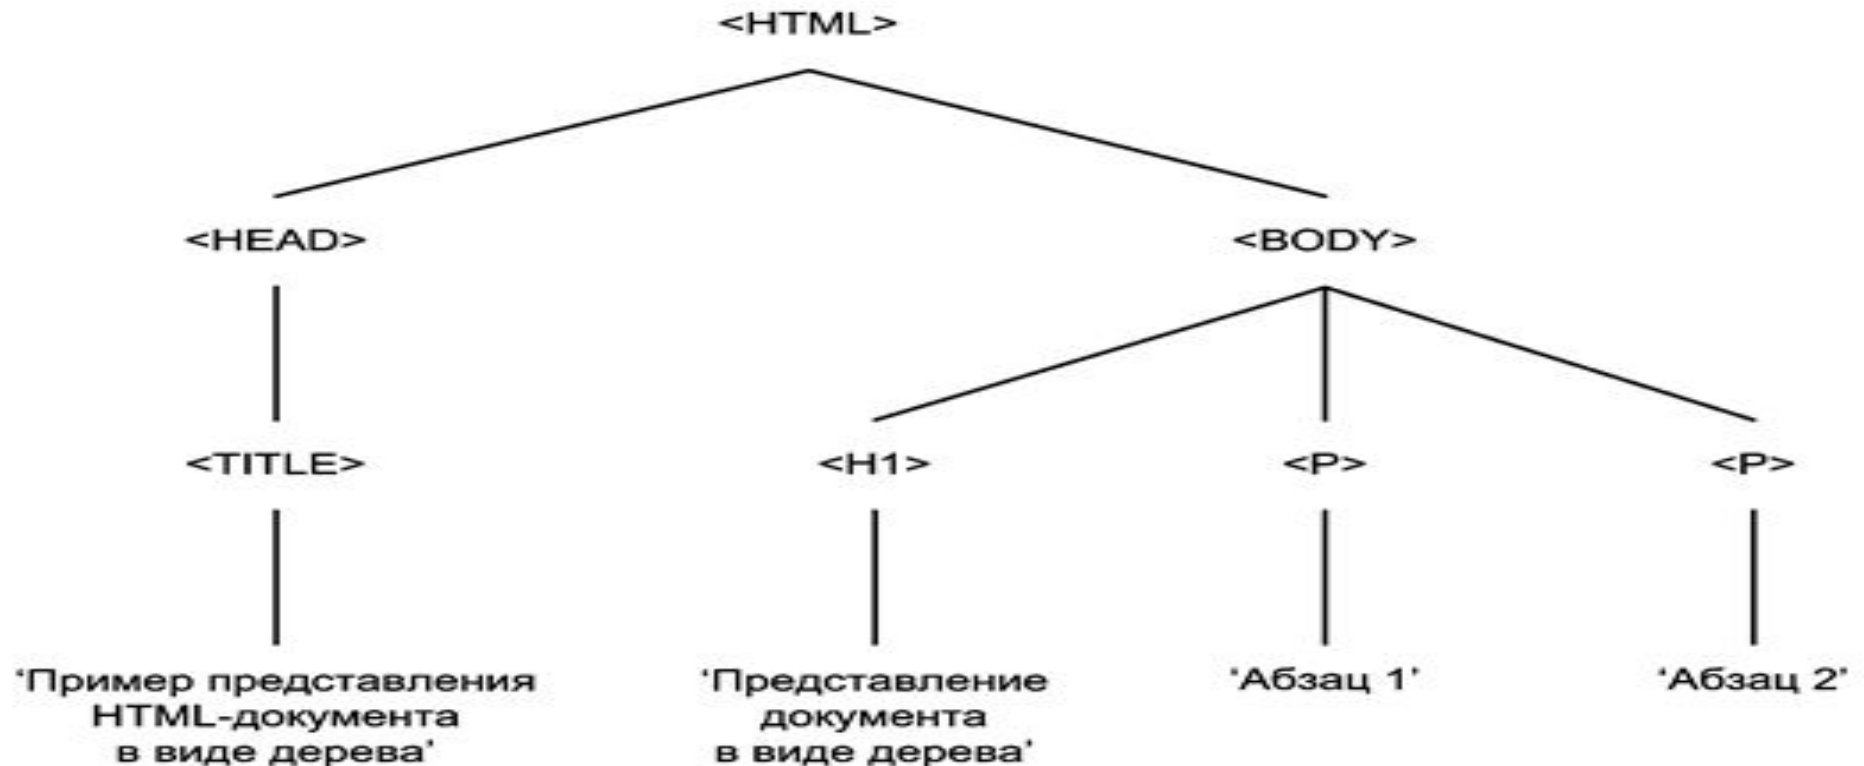 <HTML>
<HEAD>
<BODY>
<TITLE>
<H1>
<P>
<P>
‘Пример представления
HTML-документа
в виде дерева’
‘Представление
документа
в виде дерева’
‘Абзац 1’
‘Абзац 2’